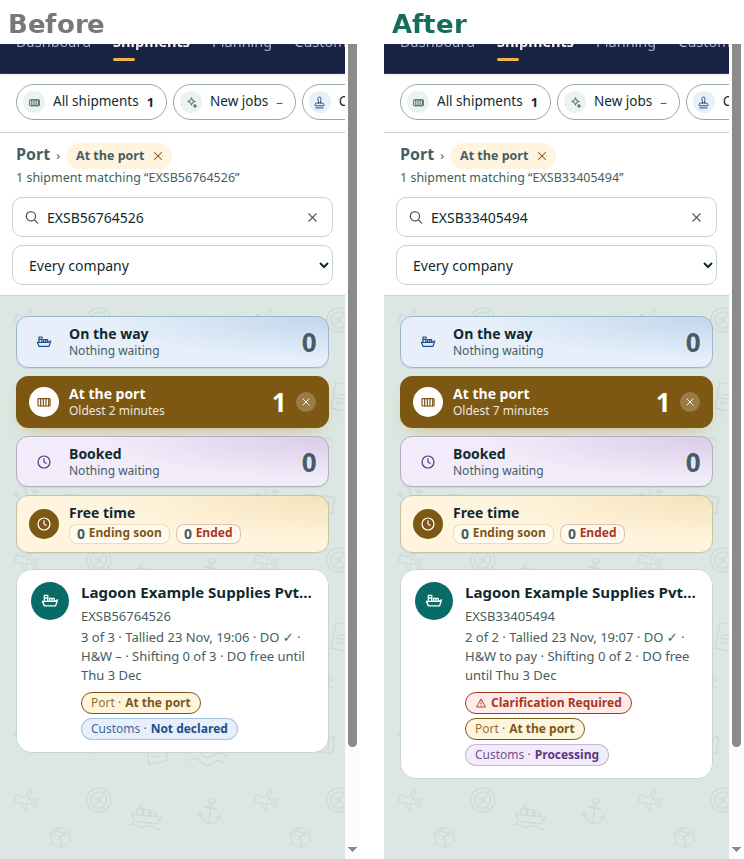 Before
Dashboard Shipments Planning Custom
All shipments 1 New jobs –
Port › At the port ×
1 shipment matching “EXSB56764526”
EXSB56764526 ×
Every company
On the way
Nothing waiting
0
At the port
Oldest 2 minutes
1 ×
Booked
Nothing waiting
0
Free time
0 Ending soon 0 Ended
Lagoon Example Supplies Pvt...
EXSB56764526
3 of 3 · Tallied 23 Nov, 19:06 · DO ✓ ·
H&W – · Shifting 0 of 3 · DO free until
Thu 3 Dec
Port · At the port
Customs · Not declared
After
Dashboard Shipments Planning Custom
All shipments 1 New jobs –
Port › At the port ×
1 shipment matching “EXSB33405494”
EXSB33405494 ×
Every company
On the way
Nothing waiting
0
At the port
Oldest 7 minutes
1 ×
Booked
Nothing waiting
0
Free time
0 Ending soon 0 Ended
Lagoon Example Supplies Pvt...
EXSB33405494
2 of 2 · Tallied 23 Nov, 19:07 · DO ✓ ·
H&W to pay · Shifting 0 of 2 · DO free
until Thu 3 Dec
Clarification Required
Port · At the port
Customs · Processing